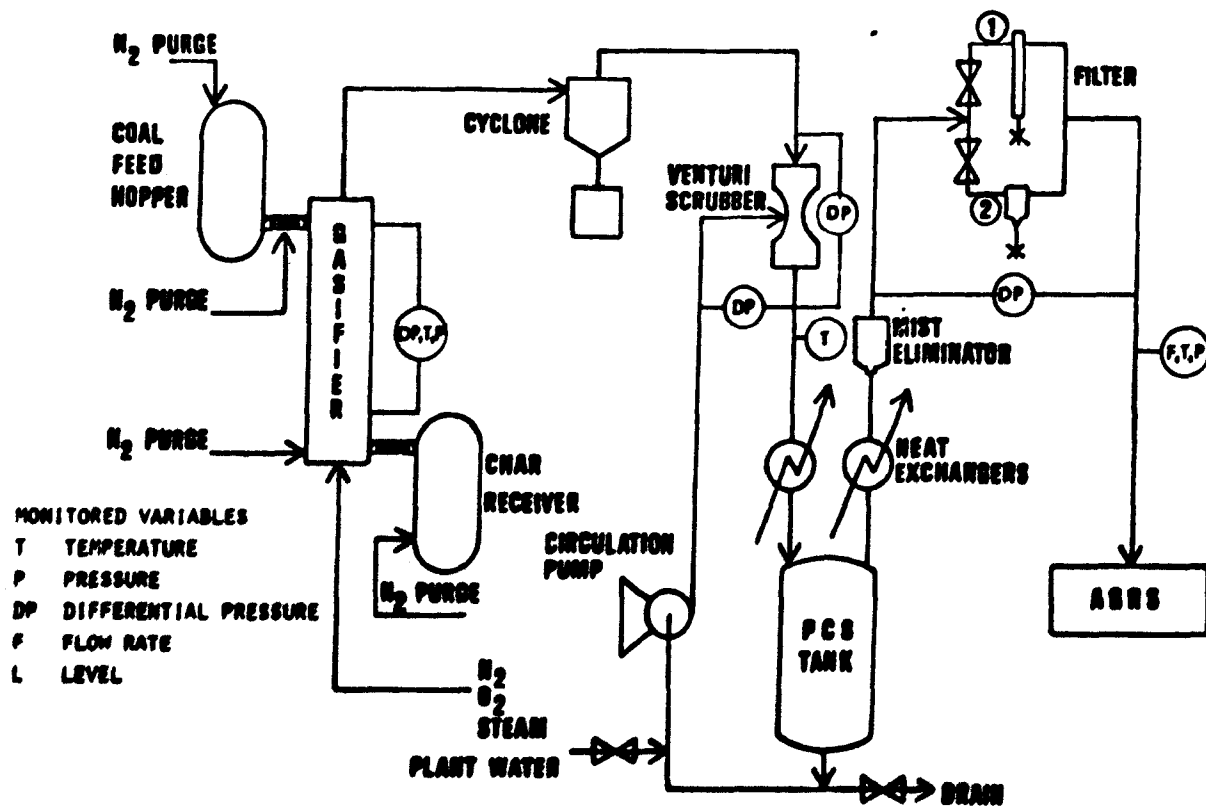 N2 PURGE
COAL
FEED
HOPPER
N2 PURGE
GASIFIER
DP,T,P
N2 PURGE
CHAR
RECEIVER
N2 PURGE
N2
O2
STEAM
CYCLONE
VENTURI
SCRUBBER
DP
DP
T
MIST
ELIMINATOR
HEAT
EXCHANGERS
1
2
FILTER
DP
F,T,P
AGRS
CIRCULATION
PUMP
PCS
TANK
PLANT WATER
DRAIN
MONITORED VARIABLES
T TEMPERATURE
P PRESSURE
DP DIFFERENTIAL PRESSURE
F FLOW RATE
L LEVEL